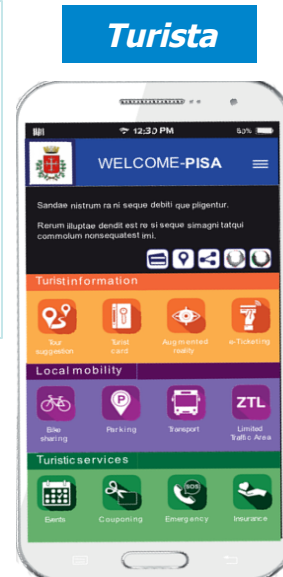 Turista
12:30 PM
80%
WELCOME-PISA
Sandae nistrum ra ni seque debiti que pligentur.
Rerum illuptae dendit est re si seque simagni tatqui
commolum nonsequatest imi.
Turistinformation
Tour
suggestion
Turist
card
Augmented
reality
e-Ticketing
Local mobility
Bike
sharing
P
Parking
Transport
ZTL
Limited
Traffic Area
Turisticservices
Events
Couponing
SOS
Emergency
Insurance